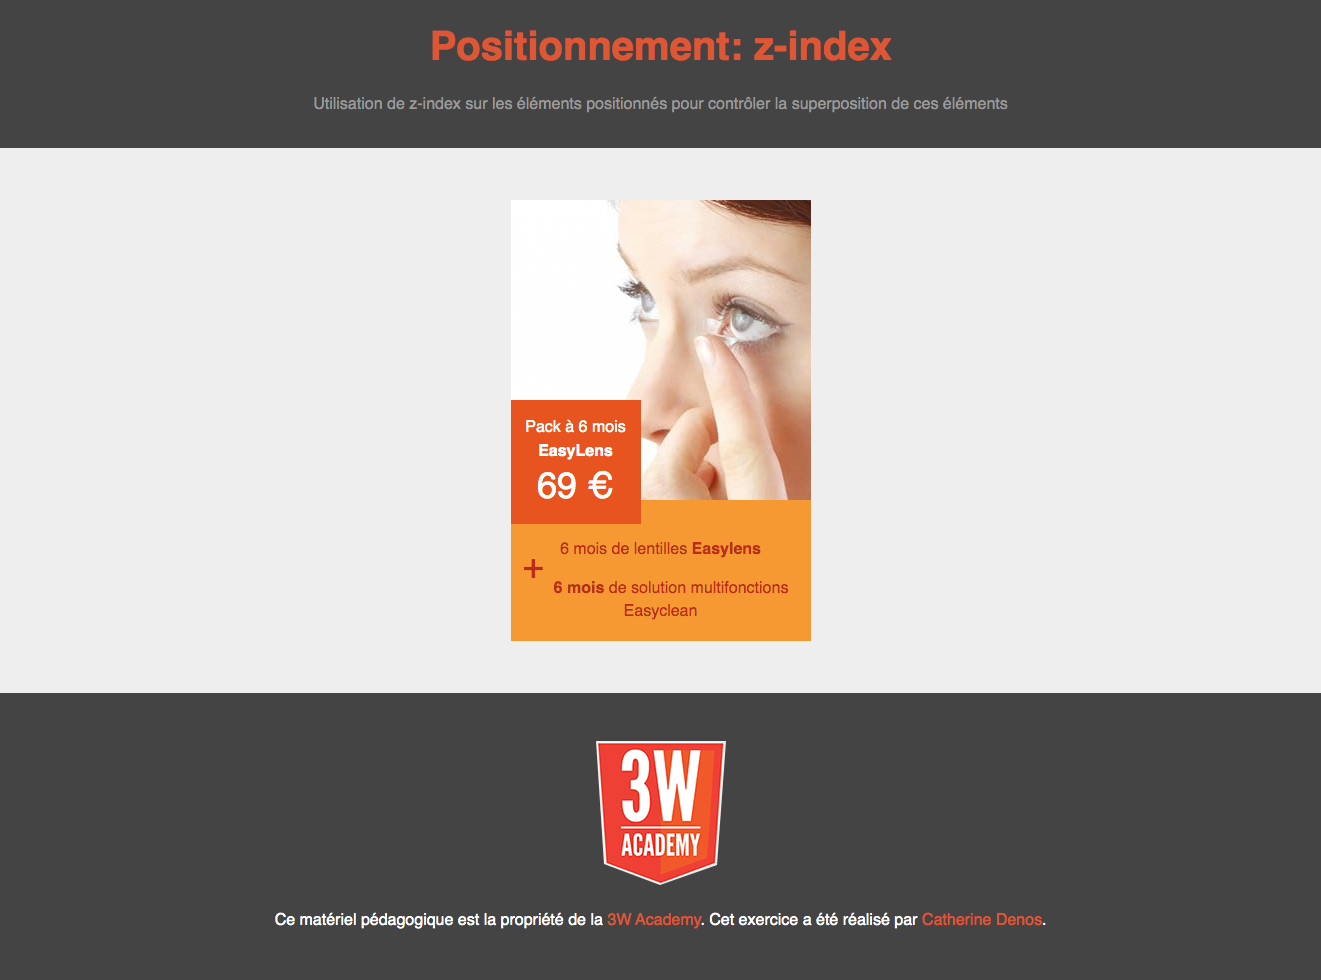 Positionnement: z-index
Utilisation de z-index sur les éléments positionnés pour contrôler la superposition de ces éléments
Pack à 6 mois
EasyLens
69 €
6 mois de lentilles Easylens
+
6 mois de solution multifonctions
Easyclean
3W
ACADEMY
Ce matériel pédagogique est la propriété de la 3W Academy. Cet exercice a été réalisé par Catherine Denos.